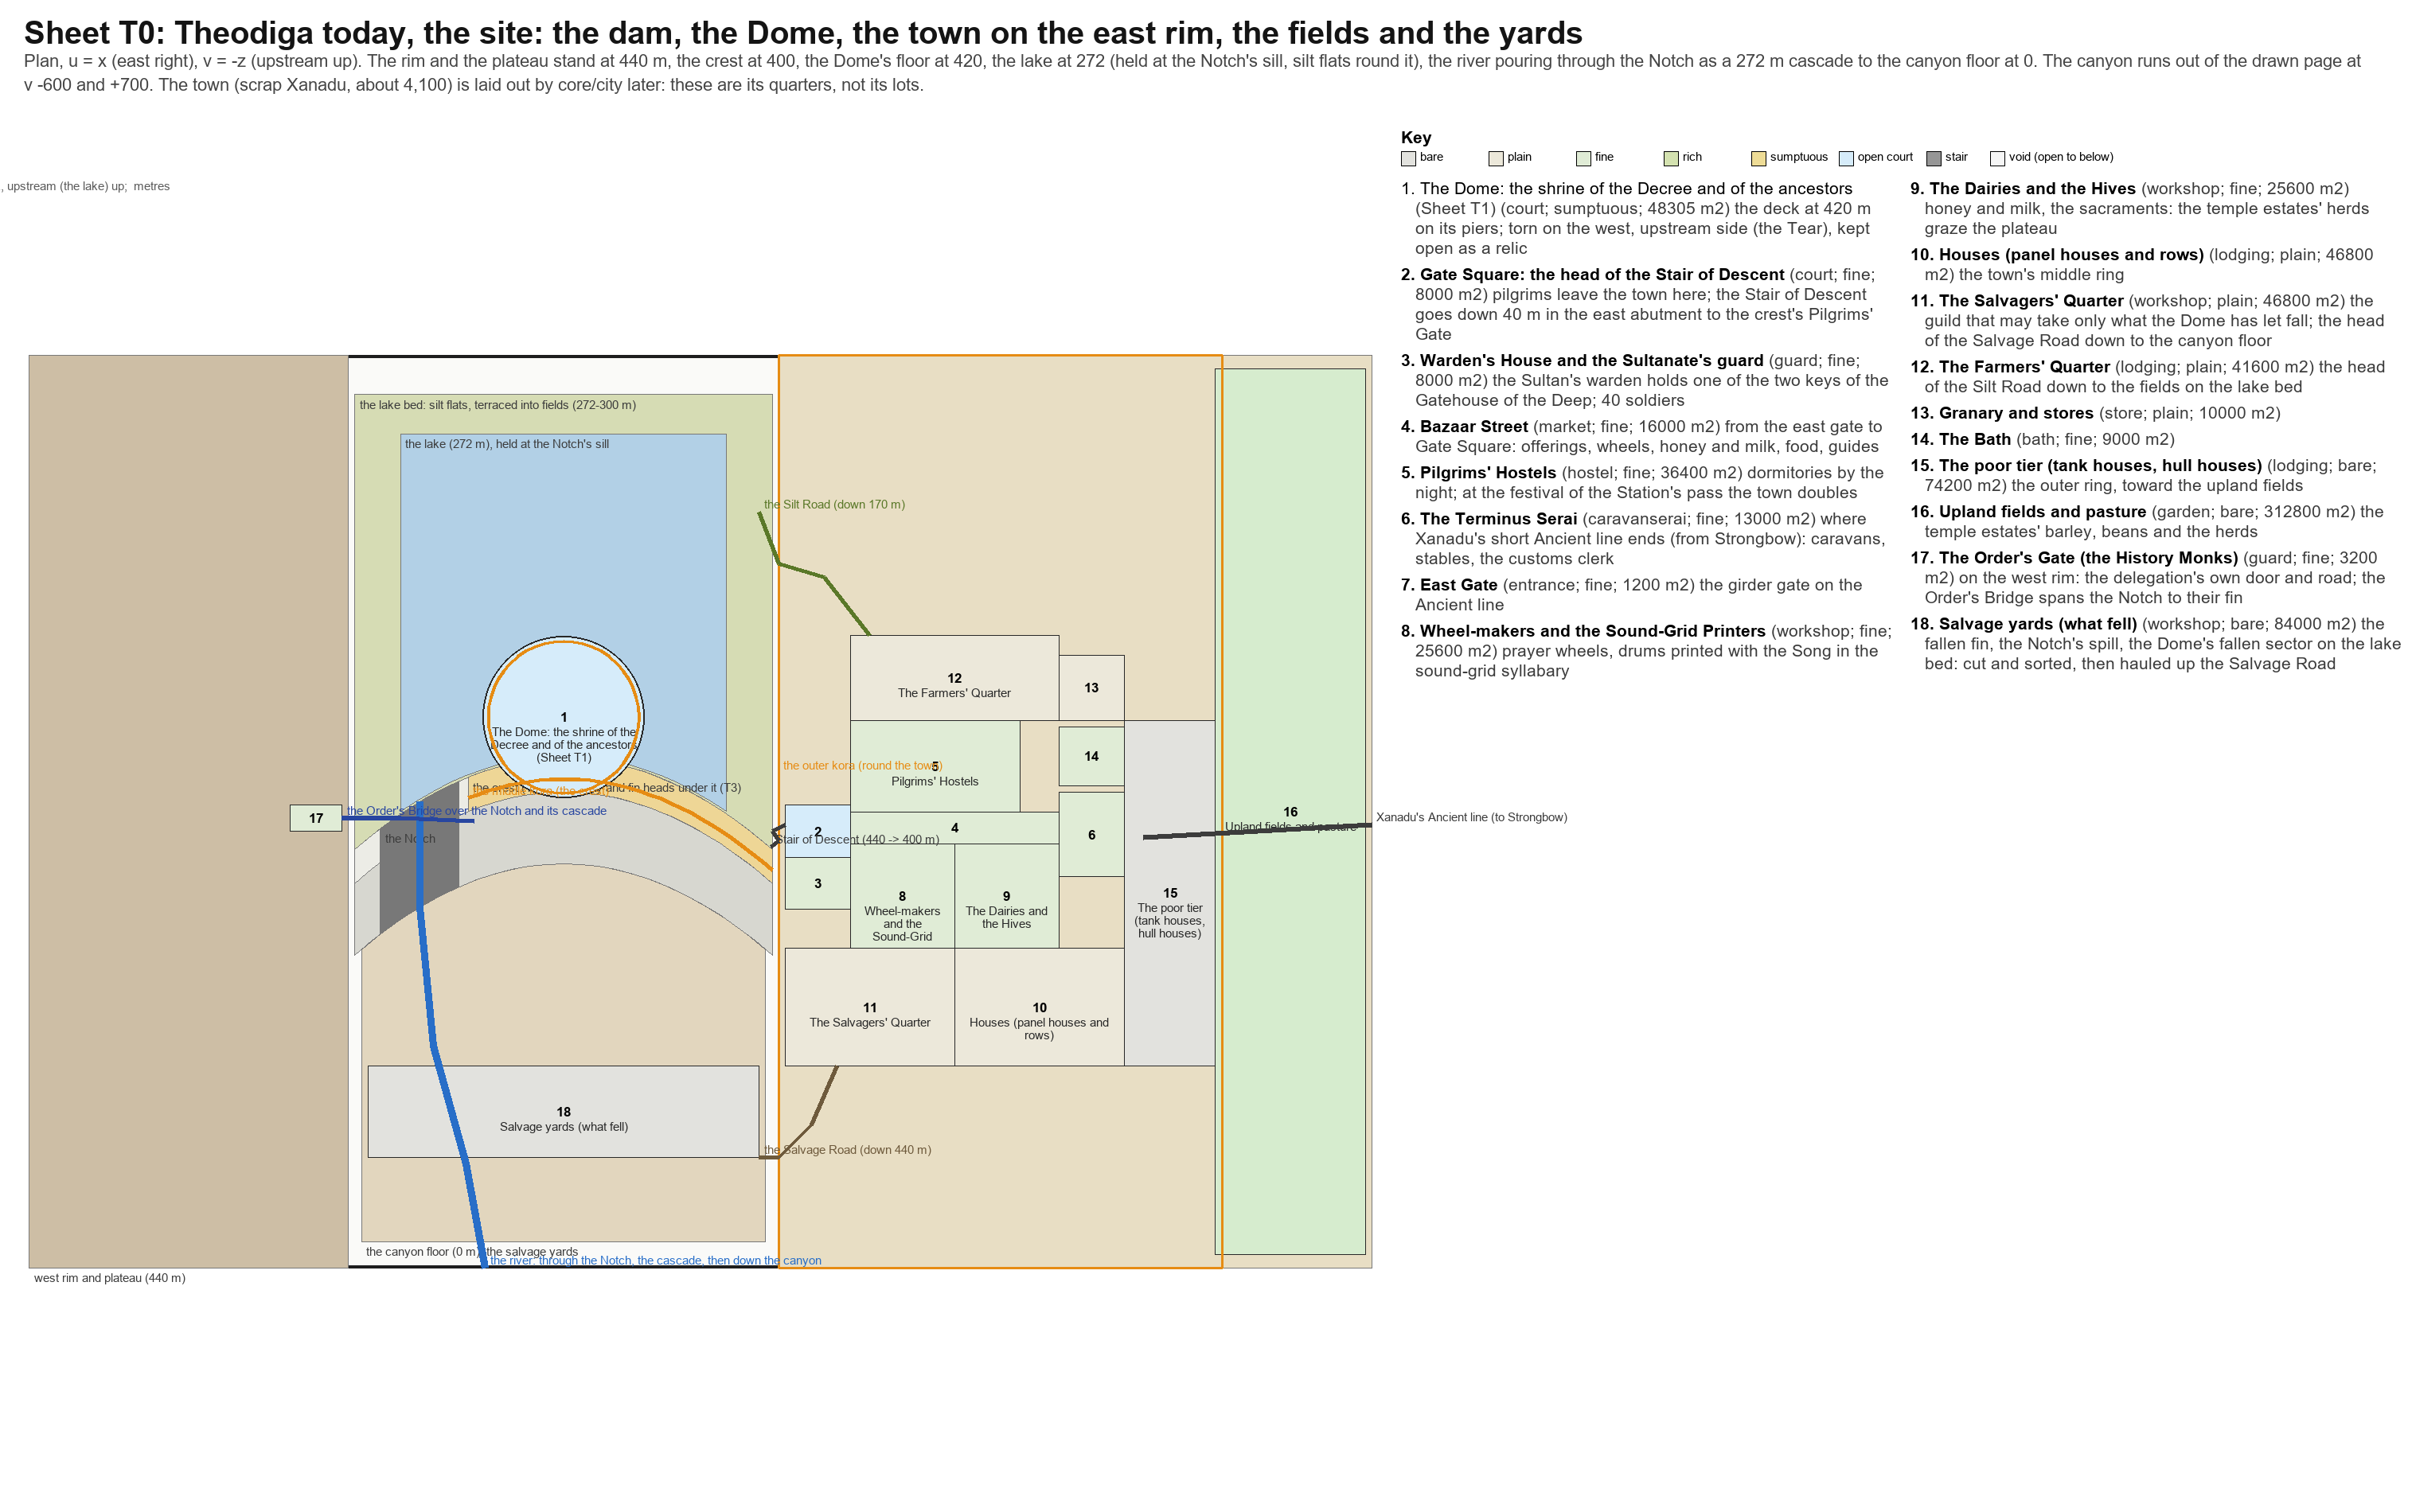 Sheet T0: Theodiga today, the site: the dam, the Dome, the town on the east rim, the fields and the yards
Plan, u = x (east right), v = -z (upstream up). The rim and the plateau stand at 440 m, the crest at 400, the Dome's floor at 420, the lake at 272 (held at the Notch's sill, silt flats round it), the river pouring through the Notch as a 272 m cascade to the canyon floor at 0. The canyon runs out of the drawn page at
v -600 and +700. The town (scrap Xanadu, about 4,100) is laid out by core/city later: these are its quarters, not its lots.
, upstream (the lake) up; metres
Key
bare
plain
fine
rich
sumptuous
open court
stair
void (open to below)
1. The Dome: the shrine of the Decree and of the ancestors
(Sheet T1) (court; sumptuous; 48305 m2) the deck at 420 m
on its piers; torn on the west, upstream side (the Tear), kept
open as a relic
2. Gate Square: the head of the Stair of Descent (court; fine;
8000 m2) pilgrims leave the town here; the Stair of Descent
goes down 40 m in the east abutment to the crest's Pilgrims'
Gate
3. Warden's House and the Sultanate's guard (guard; fine;
8000 m2) the Sultan's warden holds one of the two keys of the
Gatehouse of the Deep; 40 soldiers
4. Bazaar Street (market; fine; 16000 m2) from the east gate to
Gate Square: offerings, wheels, honey and milk, food, guides
5. Pilgrims' Hostels (hostel; fine; 36400 m2) dormitories by the
night; at the festival of the Station's pass the town doubles
6. The Terminus Serai (caravanserai; fine; 13000 m2) where
Xanadu's short Ancient line ends (from Strongbow): caravans,
stables, the customs clerk
7. East Gate (entrance; fine; 1200 m2) the girder gate on the
Ancient line
8. Wheel-makers and the Sound-Grid Printers (workshop; fine;
25600 m2) prayer wheels, drums printed with the Song in the
sound-grid syllabary
9. The Dairies and the Hives (workshop; fine; 25600 m2)
honey and milk, the sacraments: the temple estates' herds
graze the plateau
10. Houses (panel houses and rows) (lodging; plain; 46800
m2) the town's middle ring
11. The Salvagers' Quarter (workshop; plain; 46800 m2) the
guild that may take only what the Dome has let fall; the head
of the Salvage Road down to the canyon floor
12. The Farmers' Quarter (lodging; plain; 41600 m2) the head
of the Silt Road down to the fields on the lake bed
13. Granary and stores (store; plain; 10000 m2)
14. The Bath (bath; fine; 9000 m2)
15. The poor tier (tank houses, hull houses) (lodging; bare;
74200 m2) the outer ring, toward the upland fields
16. Upland fields and pasture (garden; bare; 312800 m2) the
temple estates' barley, beans and the herds
17. The Order's Gate (the History Monks) (guard; fine; 3200
m2) on the west rim: the delegation's own door and road; the
Order's Bridge spans the Notch to their fin
18. Salvage yards (what fell) (workshop; bare; 84000 m2) the
fallen fin, the Notch's spill, the Dome's fallen sector on the lake
bed: cut and sorted, then hauled up the Salvage Road
the lake bed: silt flats, terraced into fields (272-300 m)
the lake (272 m), held at the Notch's sill
the Silt Road (down 170 m)
12
The Farmers' Quarter
13
1
The Dome: the shrine of the
Decree and of the ancestors
(Sheet T1)
14
the outer kora (round the town)
5
Pilgrims' Hostels
the crest
and fin heads under it (T3)
17
the Order's Bridge over the Notch and its cascade
16
Upland fields and pasture
Xanadu's Ancient line (to Strongbow)
2
4
6
the Notch
Stair of Descent (440 -> 400 m)
3
8
Wheel-makers
and the
Sound-Grid
9
The Dairies and
the Hives
15
The poor tier
(tank houses,
hull houses)
11
The Salvagers' Quarter
10
Houses (panel houses and
rows)
18
Salvage yards (what fell)
the Salvage Road (down 440 m)
the canyon floor (0 m), the salvage yards
the river: through the Notch, the cascade, then down the canyon
west rim and plateau (440 m)